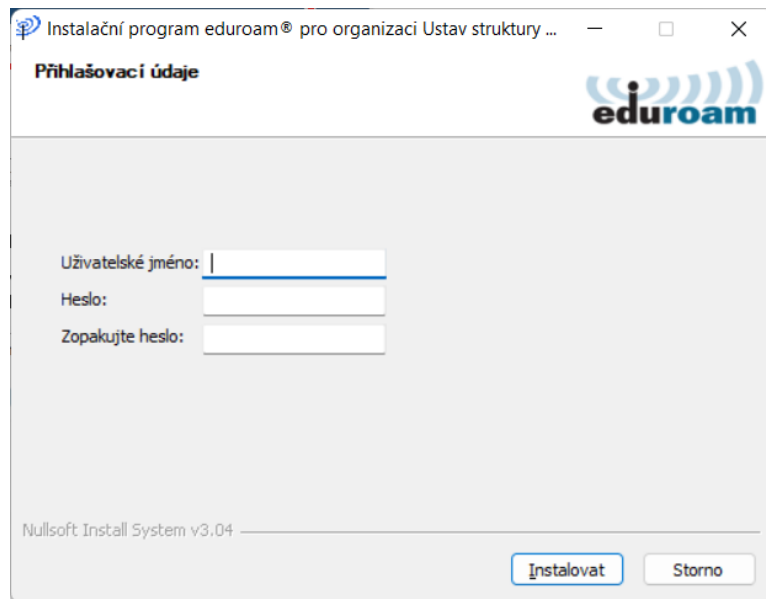 Instalační program eduroam® pro organizaci Ustav struktury ...
Přihlašovací údaje
eduroam
Uživatelské jméno:
Heslo:
Zopakujte heslo:
Nullsoft Install System v3.04
Instalovat
Storno